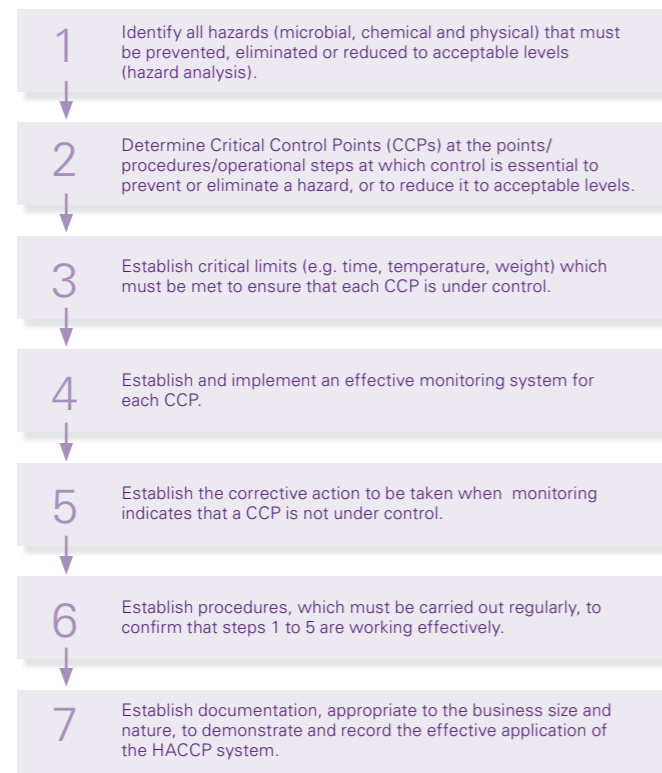 1
Identify all hazards (microbial, chemical and physical) that must
be prevented, eliminated or reduced to acceptable levels
(hazard analysis).
2
Determine Critical Control Points (CCPs) at the points/
procedures/operational steps at which control is essential to
prevent or eliminate a hazard, or to reduce it to acceptable levels.
3
Establish critical limits (e.g. time, temperature, weight) which
must be met to ensure that each CCP is under control.
4
Establish and implement an effective monitoring system for
each CCP.
5
Establish the corrective action to be taken when  monitoring
indicates that a CCP is not under control.
6
Establish procedures, which must be carried out regularly, to
confirm that steps 1 to 5 are working effectively.
7
Establish documentation, appropriate to the business size and
nature, to demonstrate and record the effective application of
the HACCP system.